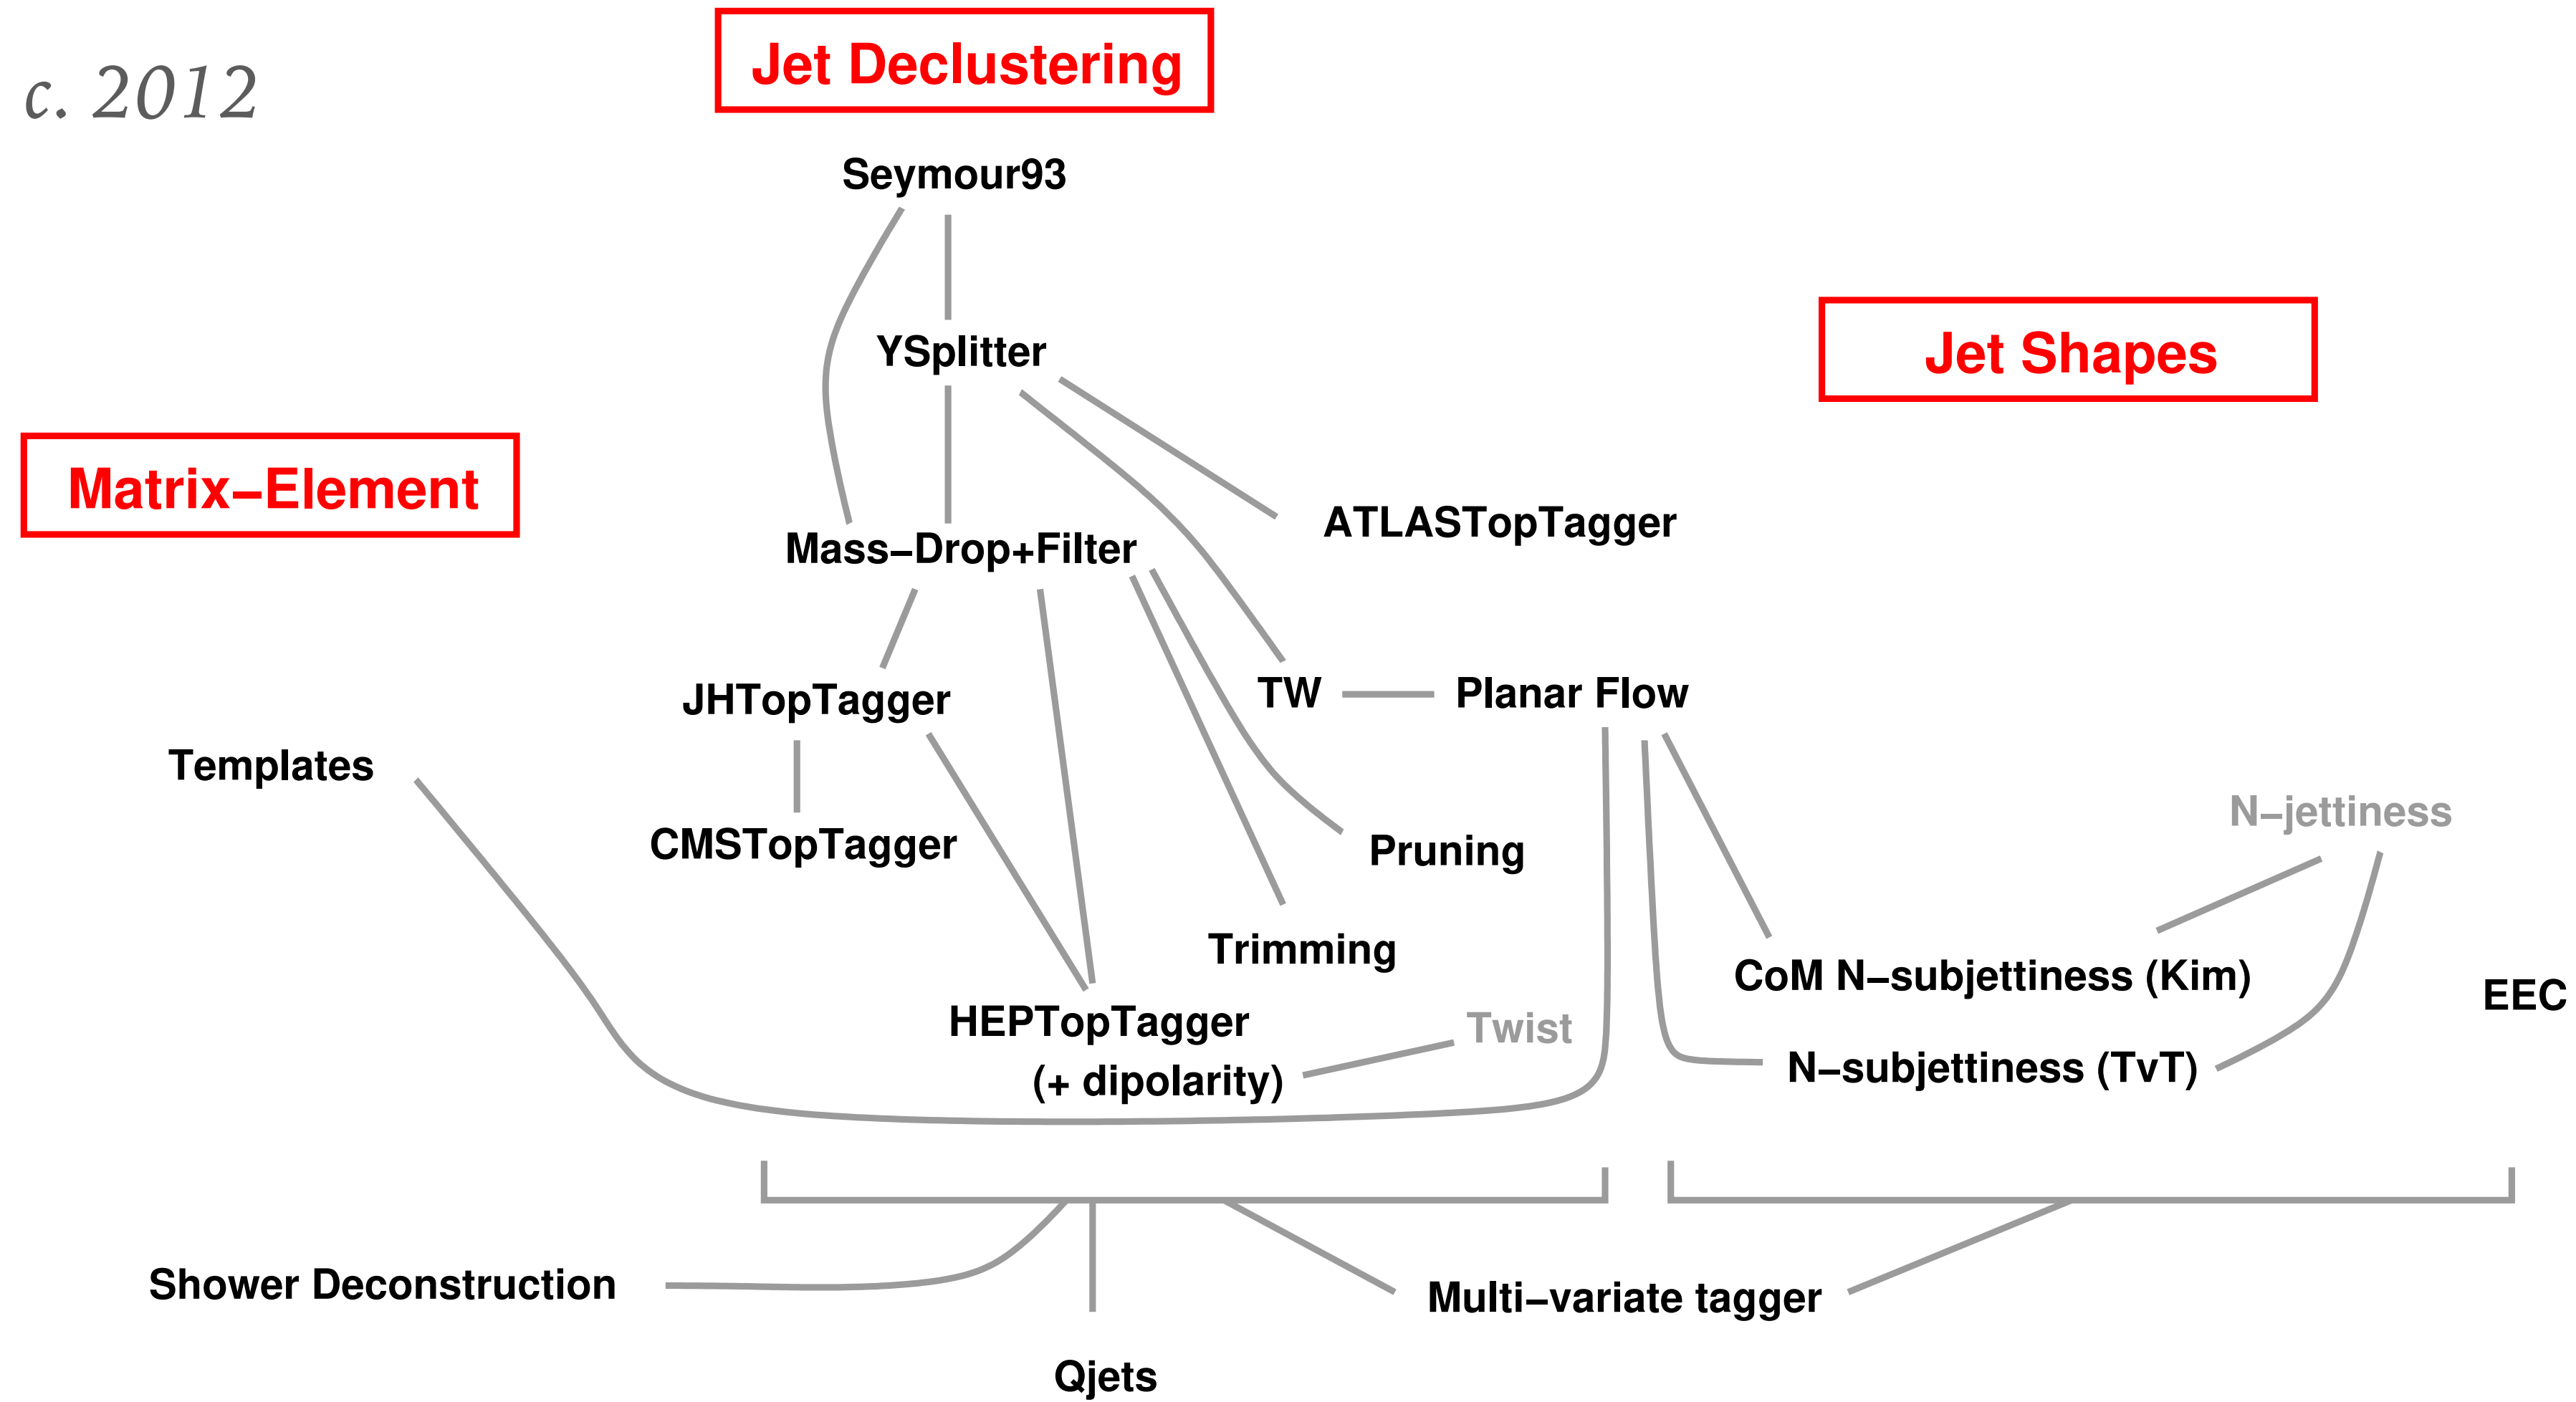 c. 2012
Jet Declustering
Seymour93
YSplitter
Jet Shapes
Matrix–Element
ATLASTopTagger
Mass–Drop+Filter
JHTopTagger
TW
Planar Flow
Templates
N–jettiness
CMSTopTagger
Pruning
Trimming
CoM N–subjettiness (Kim)
EEC
HEPTopTagger
(+ dipolarity)
Twist
N–subjettiness (TvT)
Shower Deconstruction
Multi–variate tagger
Qjets